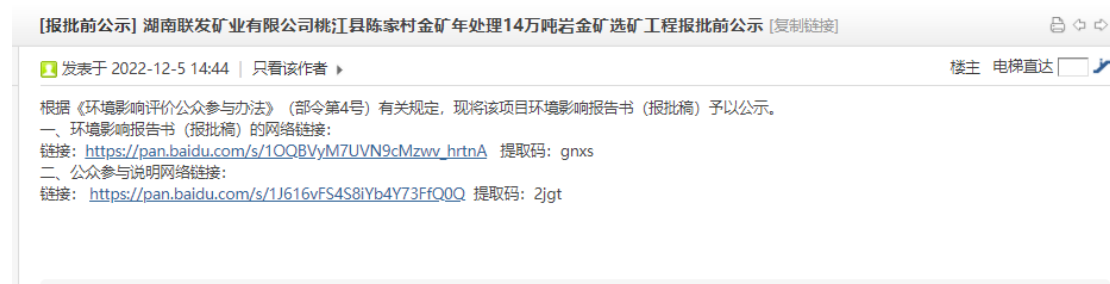 [报批前公示] 湖南联发矿业有限公司桃江县陈家村金矿年处理14万吨岩金矿选矿工程报批前公示 [复制链接]
发表于 2022-12-5 14:44 | 只看该作者
楼主 电梯直达
根据《环境影响评价公众参与办法》（部令第4号）有关规定，现将该项目环境影响报告书（报批稿）予以公示。
一、环境影响报告书（报批稿）的网络链接：
链接：https://pan.baidu.com/s/1OQBVyM7UVN9cMzwv_hrtnA 提取码：gnxs
二、公众参与说明网络链接：
链接： https://pan.baidu.com/s/1J616vFS4S8iYb4Y73FfQ0Q 提取码：2jgt